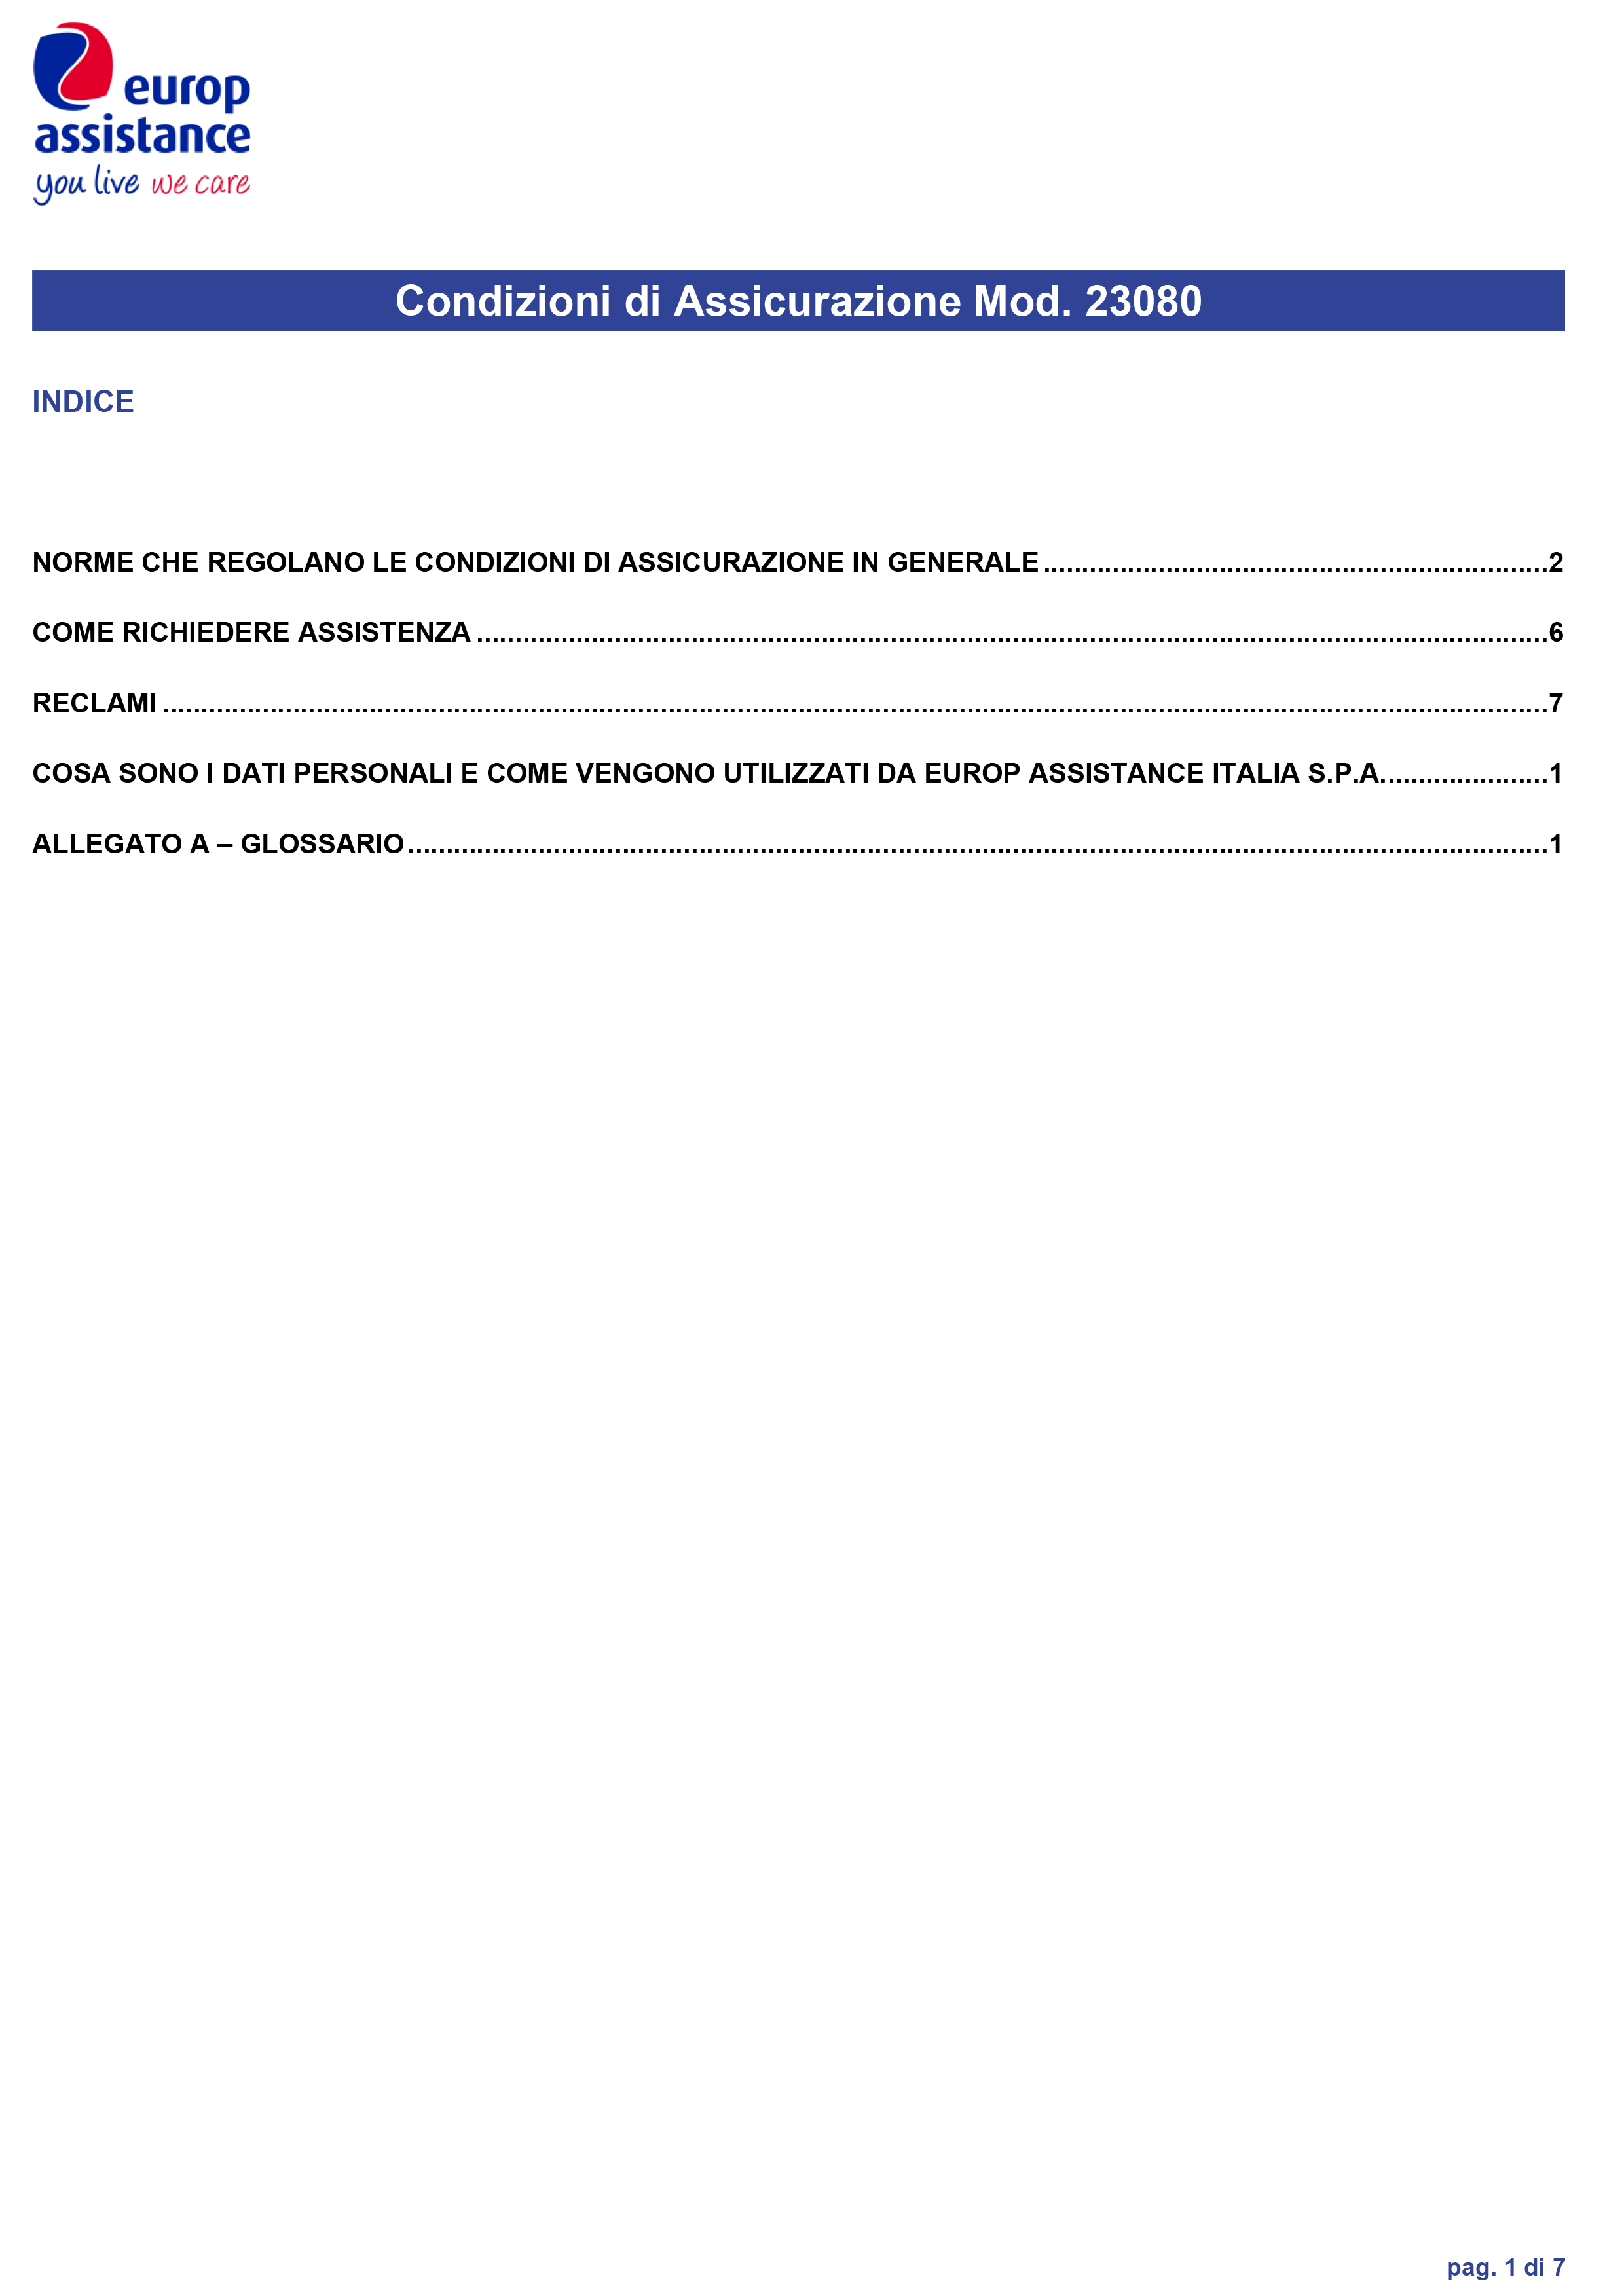 europ
assistance
you live we care
Condizioni di Assicurazione Mod. 23080
INDICE
NORME CHE REGOLANO LE CONDIZIONI DI ASSICURAZIONE IN GENERALE ..................................................................2
COME RICHIEDERE ASSISTENZA ............................................................................................................................................6
RECLAMI .....................................................................................................................................................................................7
COSA SONO I DATI PERSONALI E COME VENGONO UTILIZZATI DA EUROP ASSISTANCE ITALIA S.P.A......................1
ALLEGATO A – GLOSSARIO .....................................................................................................................................................1
pag. 1 di 7